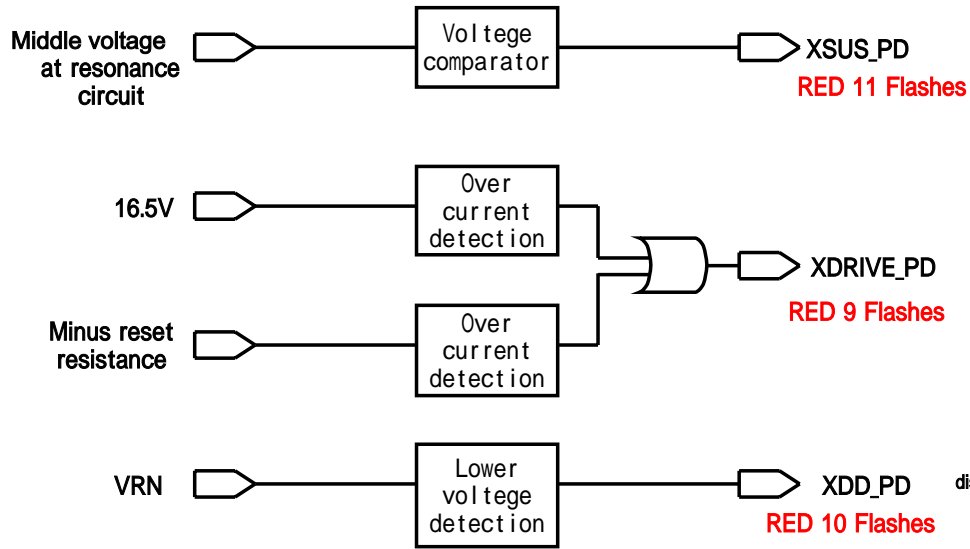 Middle voltage
at resonance
circuit
Voltege
comparator
XSUS_PD
RED 11 Flashes
16.5V
Over
current
detection
XDRIVE_PD
RED 9 Flashes
Minus reset
resistance
Over
current
detection
VRN
Lower
voltege
detection
XDD_PD
RED 10 Flashes